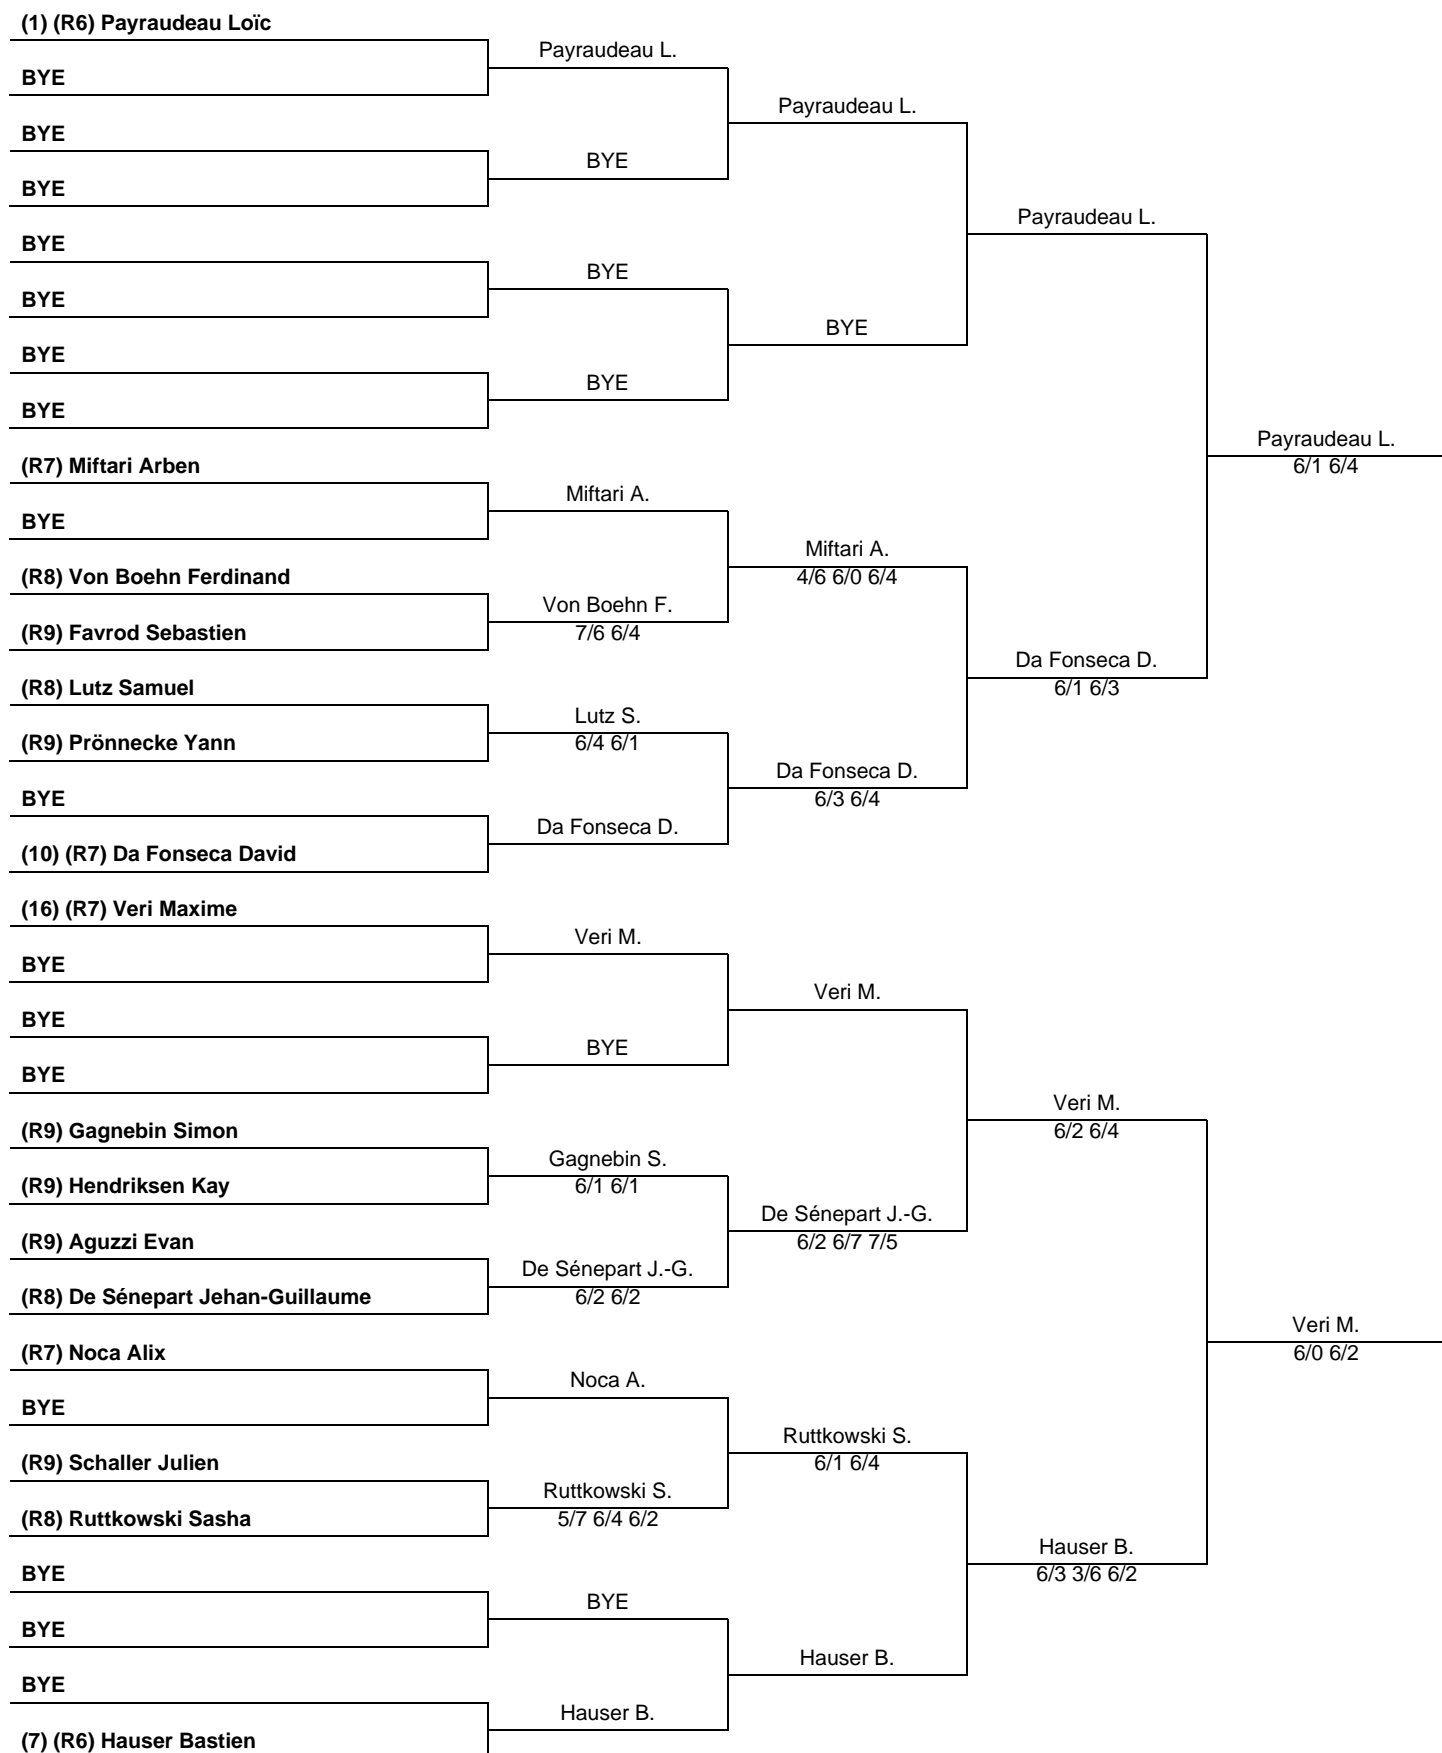 (1) (R6) Payraudeau Loïc
BYE
BYE
BYE
BYE
BYE
BYE
BYE
(R7) Miftari Arben
BYE
(R8) Von Boehn Ferdinand
(R9) Favrod Sebastien
(R8) Lutz Samuel
(R9) Prönnecke Yann
BYE
(10) (R7) Da Fonseca David
(16) (R7) Veri Maxime
BYE
BYE
BYE
(R9) Gagnebin Simon
(R9) Hendriksen Kay
(R9) Aguzzi Evan
(R8) De Sénepart Jehan-Guillaume
(R7) Noca Alix
BYE
(R9) Schaller Julien
(R8) Ruttkowski Sasha
BYE
BYE
BYE
(7) (R6) Hauser Bastien
Payraudeau L.
BYE
BYE
BYE
Miftari A.
Von Boehn F.
7/6 6/4
Lutz S.
6/4 6/1
Da Fonseca D.
Veri M.
BYE
Gagnebin S.
6/1 6/1
De Sénepart J.-G.
6/2 6/2
Noca A.
Ruttkowski S.
5/7 6/4 6/2
BYE
Hauser B.
Payraudeau L.
BYE
Miftari A.
4/6 6/0 6/4
Da Fonseca D.
6/3 6/4
Veri M.
De Sénepart J.-G.
6/2 6/7 7/5
Ruttkowski S.
6/1 6/4
Hauser B.
Payraudeau L.
Da Fonseca D.
6/1 6/3
Veri M.
6/2 6/4
Hauser B.
6/3 3/6 6/2
Payraudeau L.
6/1 6/4
Veri M.
6/0 6/2